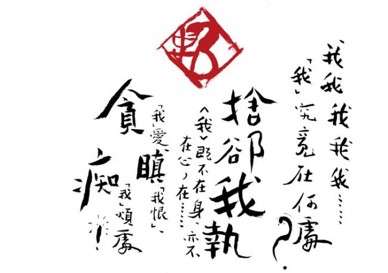 我我我我我……
「我」究竟在何處?
捨卻我執
〈我〉既不在身、亦不
在心,在……
「我愛」、「我恨」、
「我」煩處
貪
瞋
痴!